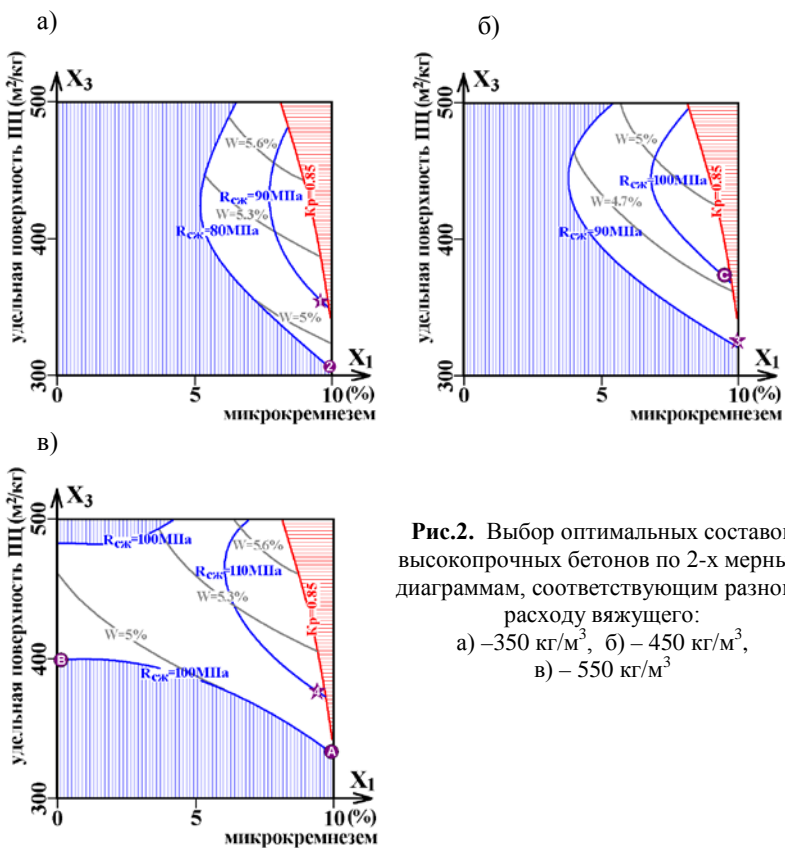 а)
X3
удельная поверхность ПЦ (м²/кг)
500
400
300
W=5.6%
Rсж=90МПа
W=5.3%
Rсж=80МПа
Кр=0.85
1
W=5%
2
X1
0
5
10
(%)
микрокремнезем
б)
X3
удельная поверхность ПЦ (м²/кг)
500
400
300
W=5%
Rсж=100МПа
W=4.7%
Rсж=90МПа
Кр=0.85
C
X1
0
5
10
(%)
микрокремнезем
в)
X3
удельная поверхность ПЦ (м²/кг)
500
400
300
Rсж=100МПа
W=5.6%
Rсж=110МПа
W=5.3%
W=5%
Кр=0.85
B
Rсж=100МПа
4
A
X1
0
5
10
(%)
микрокремнезем
Рис.2. Выбор оптимальных составов
высокопрочных бетонов по 2-х мерны
диаграммам, соответствующим разном
расходу вяжущего:
а) –350 кг/м³, б) – 450 кг/м³,
в) – 550 кг/м³